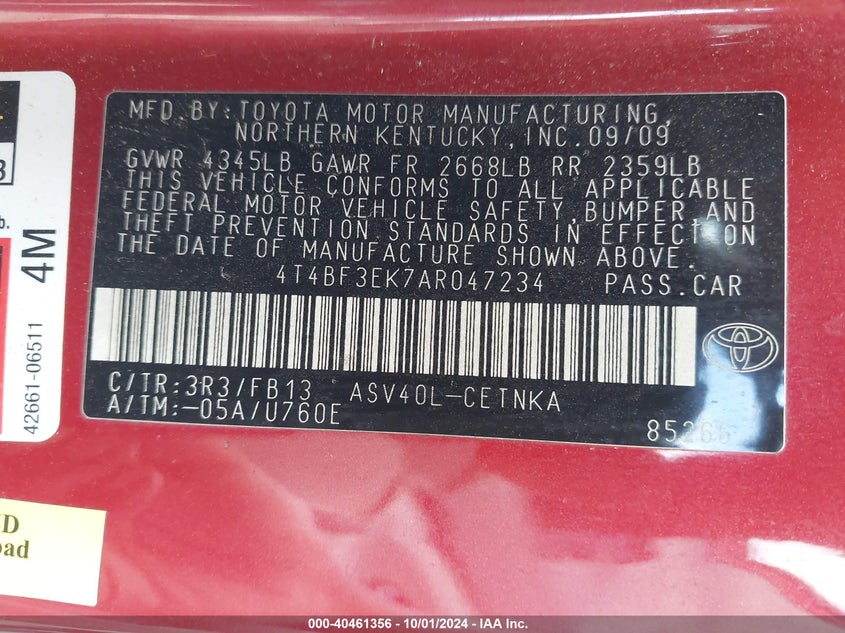 MFD.BY:TOYOTA MOTOR MANUFACTURING,
NORTHERN KENTUCKY,INC.09/09
GVWR 4345LB GAWR FR 2668LB RR 2359LB
THIS VEHICLE CONFORMS TO ALL APPLICABLE
FEDERAL MOTOR VEHICLE SAFETY,BUMPER,AND
THEFT PREVENTION STANDARDS IN EFFECT ON
THE DATE OF MANUFACTURE SHOWN ABOVE.
4T4BF3EK7AR047234 PASS.CAR
C/TR:3R3/FB13 ASV40L-CETNKA
A/TM:-05A/U760E
4M
42661-06511
000-40461356 - 10/01/2024 - IAA Inc.